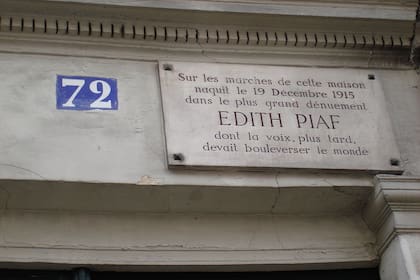 72
Sur les marches de cette maison
naquit le 19 Décembre 1915
dans le plus grand dénuement
EDITH PIAF
dont la voix, plus tard,
devait bouleverser le monde